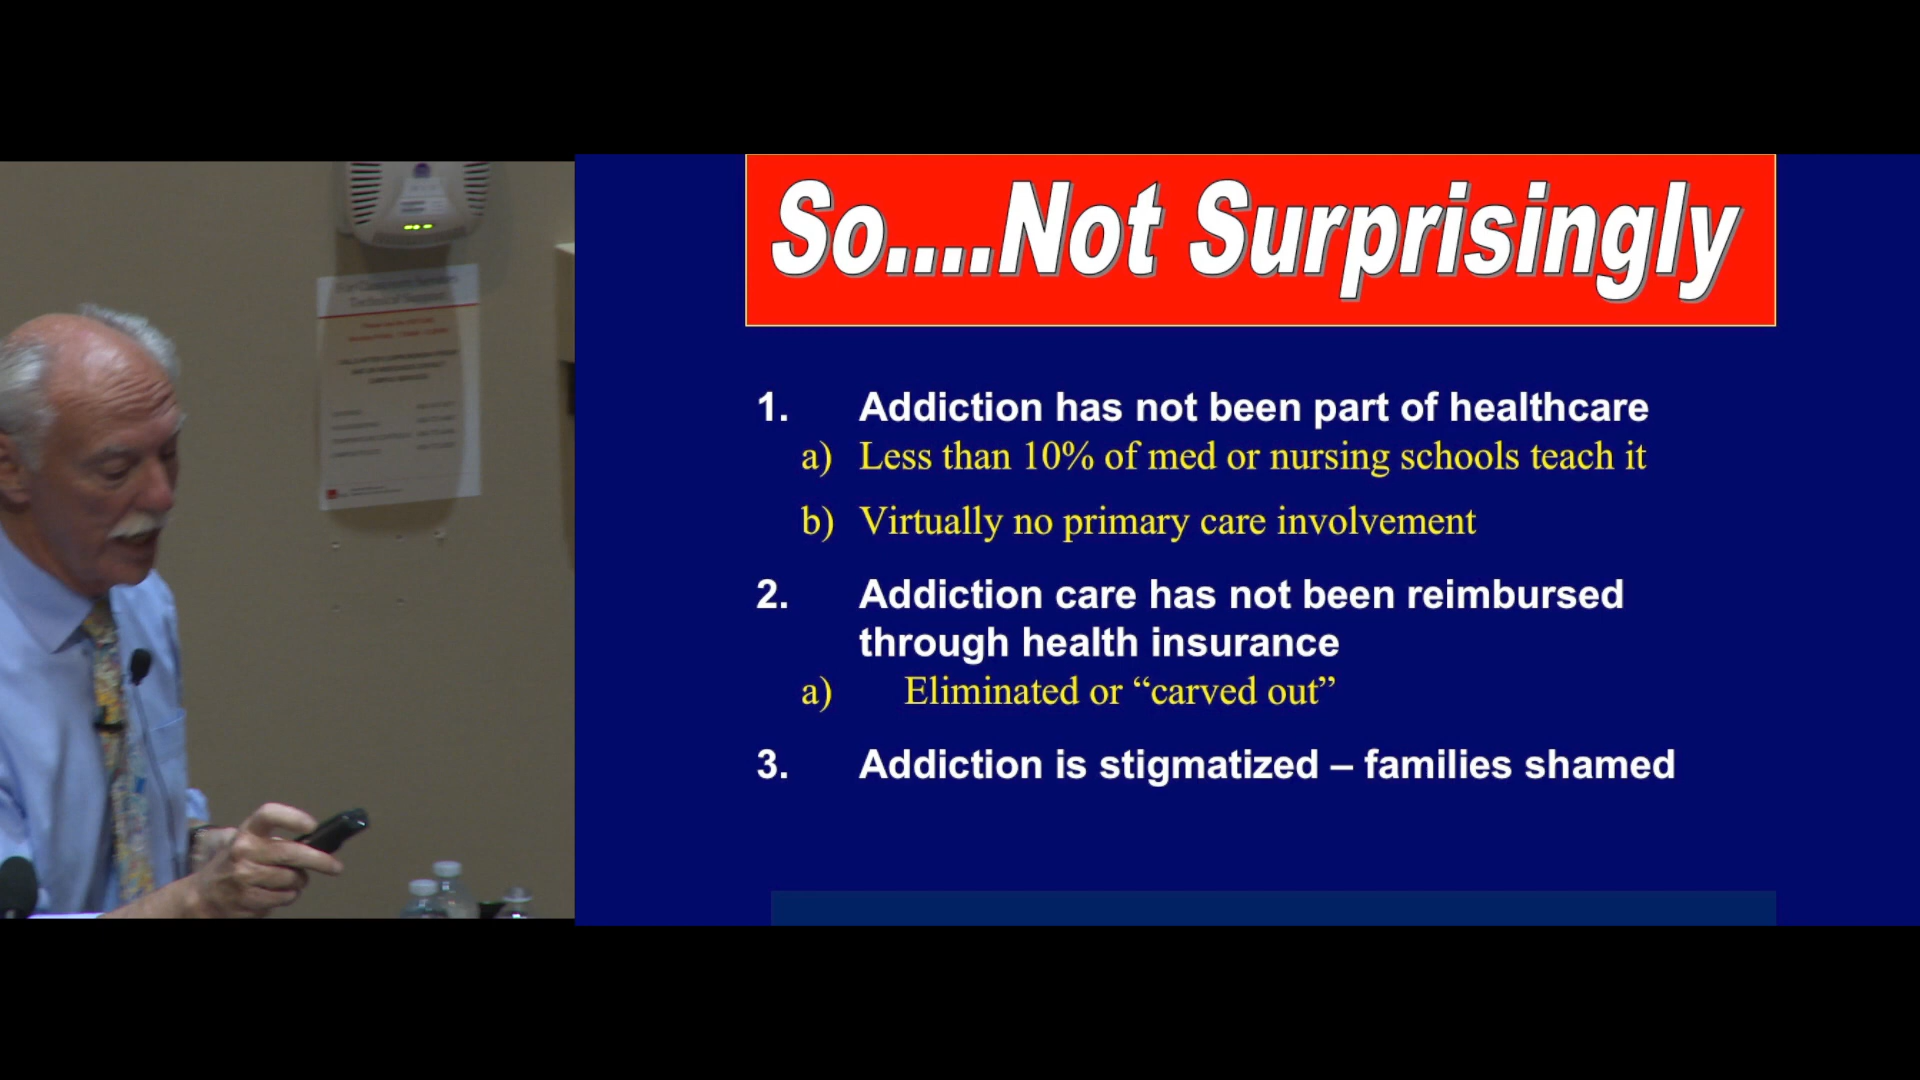 So....Not Surprisingly
1. Addiction has not been part of healthcare
a) Less than 10% of med or nursing schools teach it
b) Virtually no primary care involvement
2. Addiction care has not been reimbursed
through health insurance
a) Eliminated or “carved out”
3. Addiction is stigmatized – families shamed